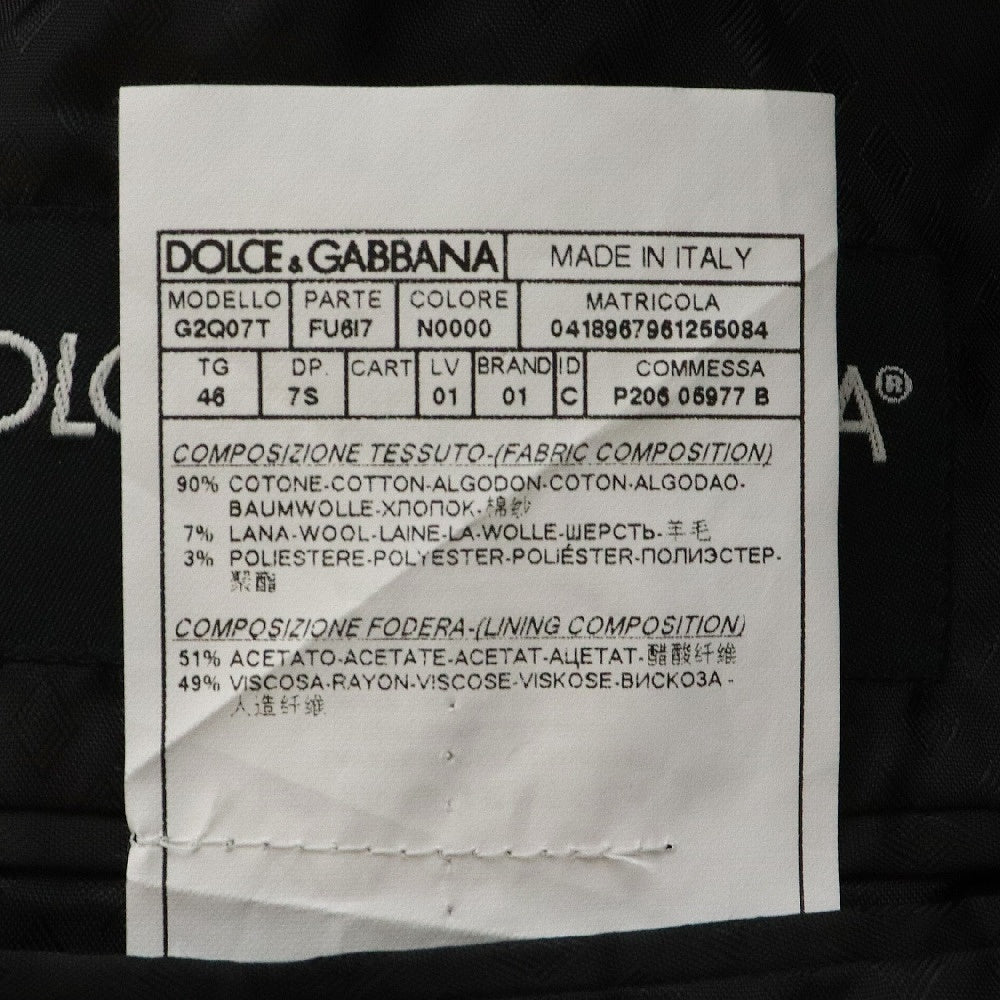 DOLCE & GABBANA MADE IN ITALY
MODELLO PARTE COLORE MATRICOLA
G2Q07T FU6I7 N0000 0418967961255084
TG DP. CART LV BRAND ID COMMESSA
46 7S 01 01 C P206 05977 B
COMPOSIZIONE TESSUTO-(FABRIC COMPOSITION)
90% COTONE-COTTON-ALGODON-COTON-ALGODAO-
BAUMWOLLE-ХЛОПОК-棉纱
7% LANA-WOOL-LAINE-LA-WOLLE-ШЕРСТЬ-羊毛
3% POLIESTERE-POLYESTER-POLIÉSTER-ПОЛИЭСТЕР-
聚酯
COMPOSIZIONE FODERA-(LINING COMPOSITION)
51% ACETATO-ACETATE-ACETAT-АЦЕТАТ-醋酸纤维
49% VISCOSA-RAYON-VISCOSE-VISKOSE-ВИСКОЗА-
人造纤维
OLC
A®